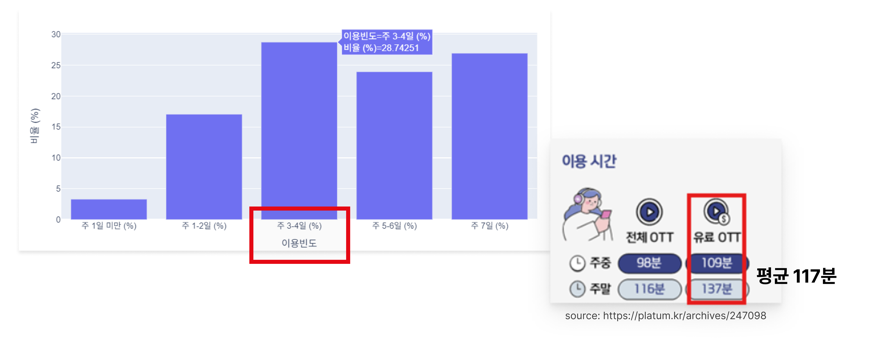 이용빈도=주 3-4일 (%)
비율 (%)=28.74251
30
25
20
15
10
5
0
비율 (%)
주 1일 미만 (%)
주 1-2일 (%)
주 3-4일 (%)
주 5-6일 (%)
주 7일 (%)
이용빈도
이용 시간
전체 OTT
유료 OTT
$
주중
98분
109분
주말
116분
137분
평균 117분
source: https://platum.kr/archives/247098